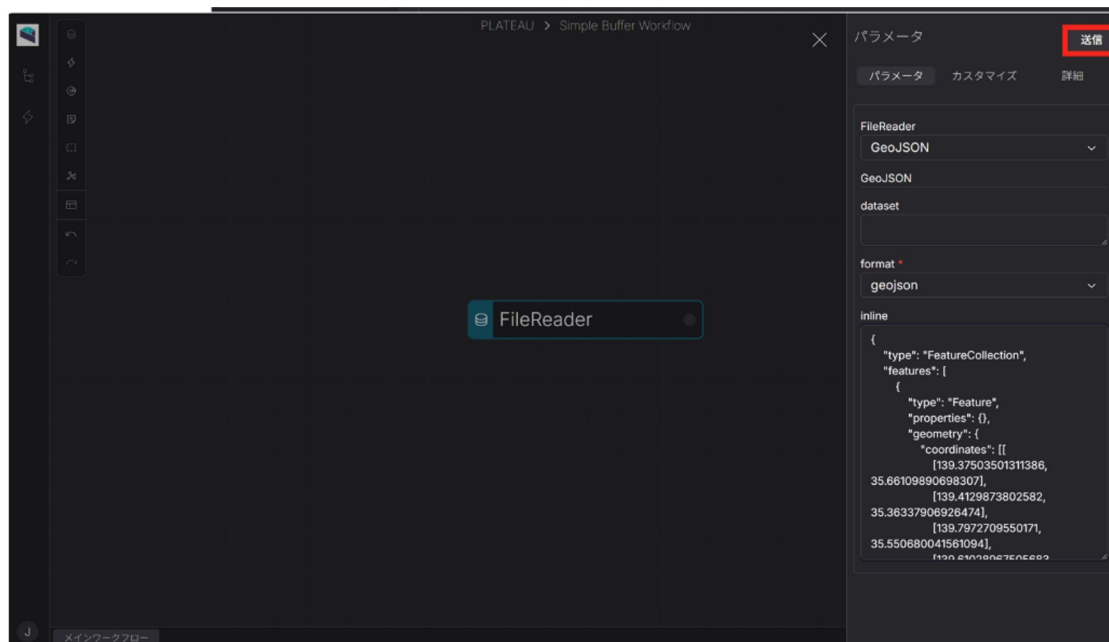 PLATEAU > Simple Buffer Workflow
パラメータ
送信
パラメータ カスタマイズ 詳細
FileReader
GeoJSON
GeoJSON
dataset
format *
geojson
inline
{
"type": "FeatureCollection",
"features": [
{
"type": "Feature",
"properties": {},
"geometry": {
"coordinates": [[
[139.37503501311386,
35.66109890698307],
[139.4129873802582,
35.36337906926474],
[139.7972709550171,
35.550680041561094],
FileReader
J
メインワークフロー